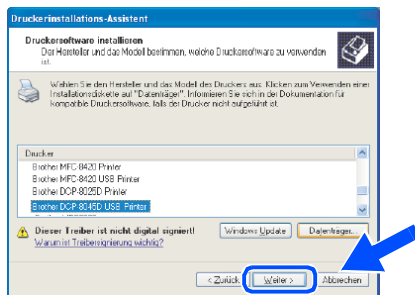 Druckerinstallations-Assistent
Druckersoftware installieren
Der Hersteller und das Modell bestimmen, welche Druckersoftware zu verwenden
ist.
Wählen Sie den Hersteller und das Modell des Druckers aus. Klicken zum Verwenden einer
Installationsdiskette auf "Datenträger". Informieren Sie sich in der Dokumentation für
kompatible Druckersoftware, falls der Drucker nicht aufgeführt ist.
Drucker
Brother MFC-8420 Printer
Brother MFC-8420 USB Printer
Brother DCP-8025D Printer
Brother DCP-8045D USB Printer
Dieser Treiber ist nicht digital signiert!
Warum ist Treibersignierung wichtig?
Windows Update
Datenträger...
< Zurück
Weiter >
Abbrechen